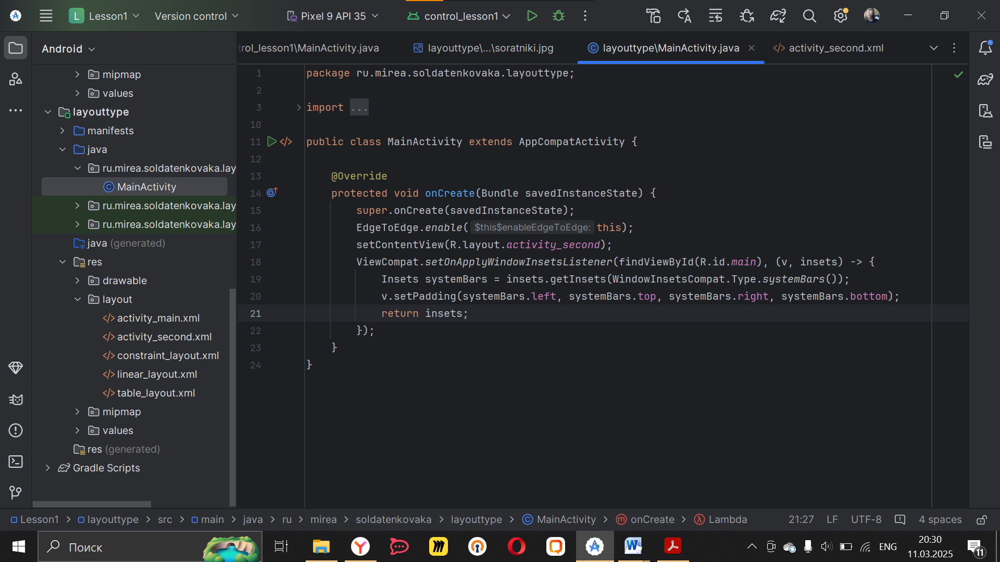 L Lesson1 Version control Pixel 9 API 35 control_lesson1
Android
trol_lesson1\MainActivity.java layouttype\...\soratniki.jpg layouttype\MainActivity.java activity_second.xml
mipmap
values
layouttype
manifests
java
ru.mirea.soldatenkovaka.lay
MainActivity
ru.mirea.soldatenkovaka.lay
ru.mirea.soldatenkovaka.lay
java (generated)
res
drawable
layout
activity_main.xml
activity_second.xml
constraint_layout.xml
linear_layout.xml
table_layout.xml
mipmap
values
res (generated)
Gradle Scripts
1 package ru.mirea.soldatenkovaka.layouttype;
2
3 import ...
10
11 public class MainActivity extends AppCompatActivity {
12
13 @Override
14 protected void onCreate(Bundle savedInstanceState) {
15 super.onCreate(savedInstanceState);
16 EdgeToEdge.enable( $this$enableEdgeToEdge: this);
17 setContentView(R.layout.activity_second);
18 ViewCompat.setOnApplyWindowInsetsListener(findViewById(R.id.main), (v, insets) -> {
19 Insets systemBars = insets.getInsets(WindowInsetsCompat.Type.systemBars());
20 v.setPadding(systemBars.left, systemBars.top, systemBars.right, systemBars.bottom);
21 return insets;
22 });
23 }
24 }
Lesson1 > layouttype > src > main > java > ru > mirea > soldatenkovaka > layouttype > MainActivity > onCreate > Lambda 21:27 LF UTF-8 4 spaces
Поиск ENG 20:30
11.03.2025 11